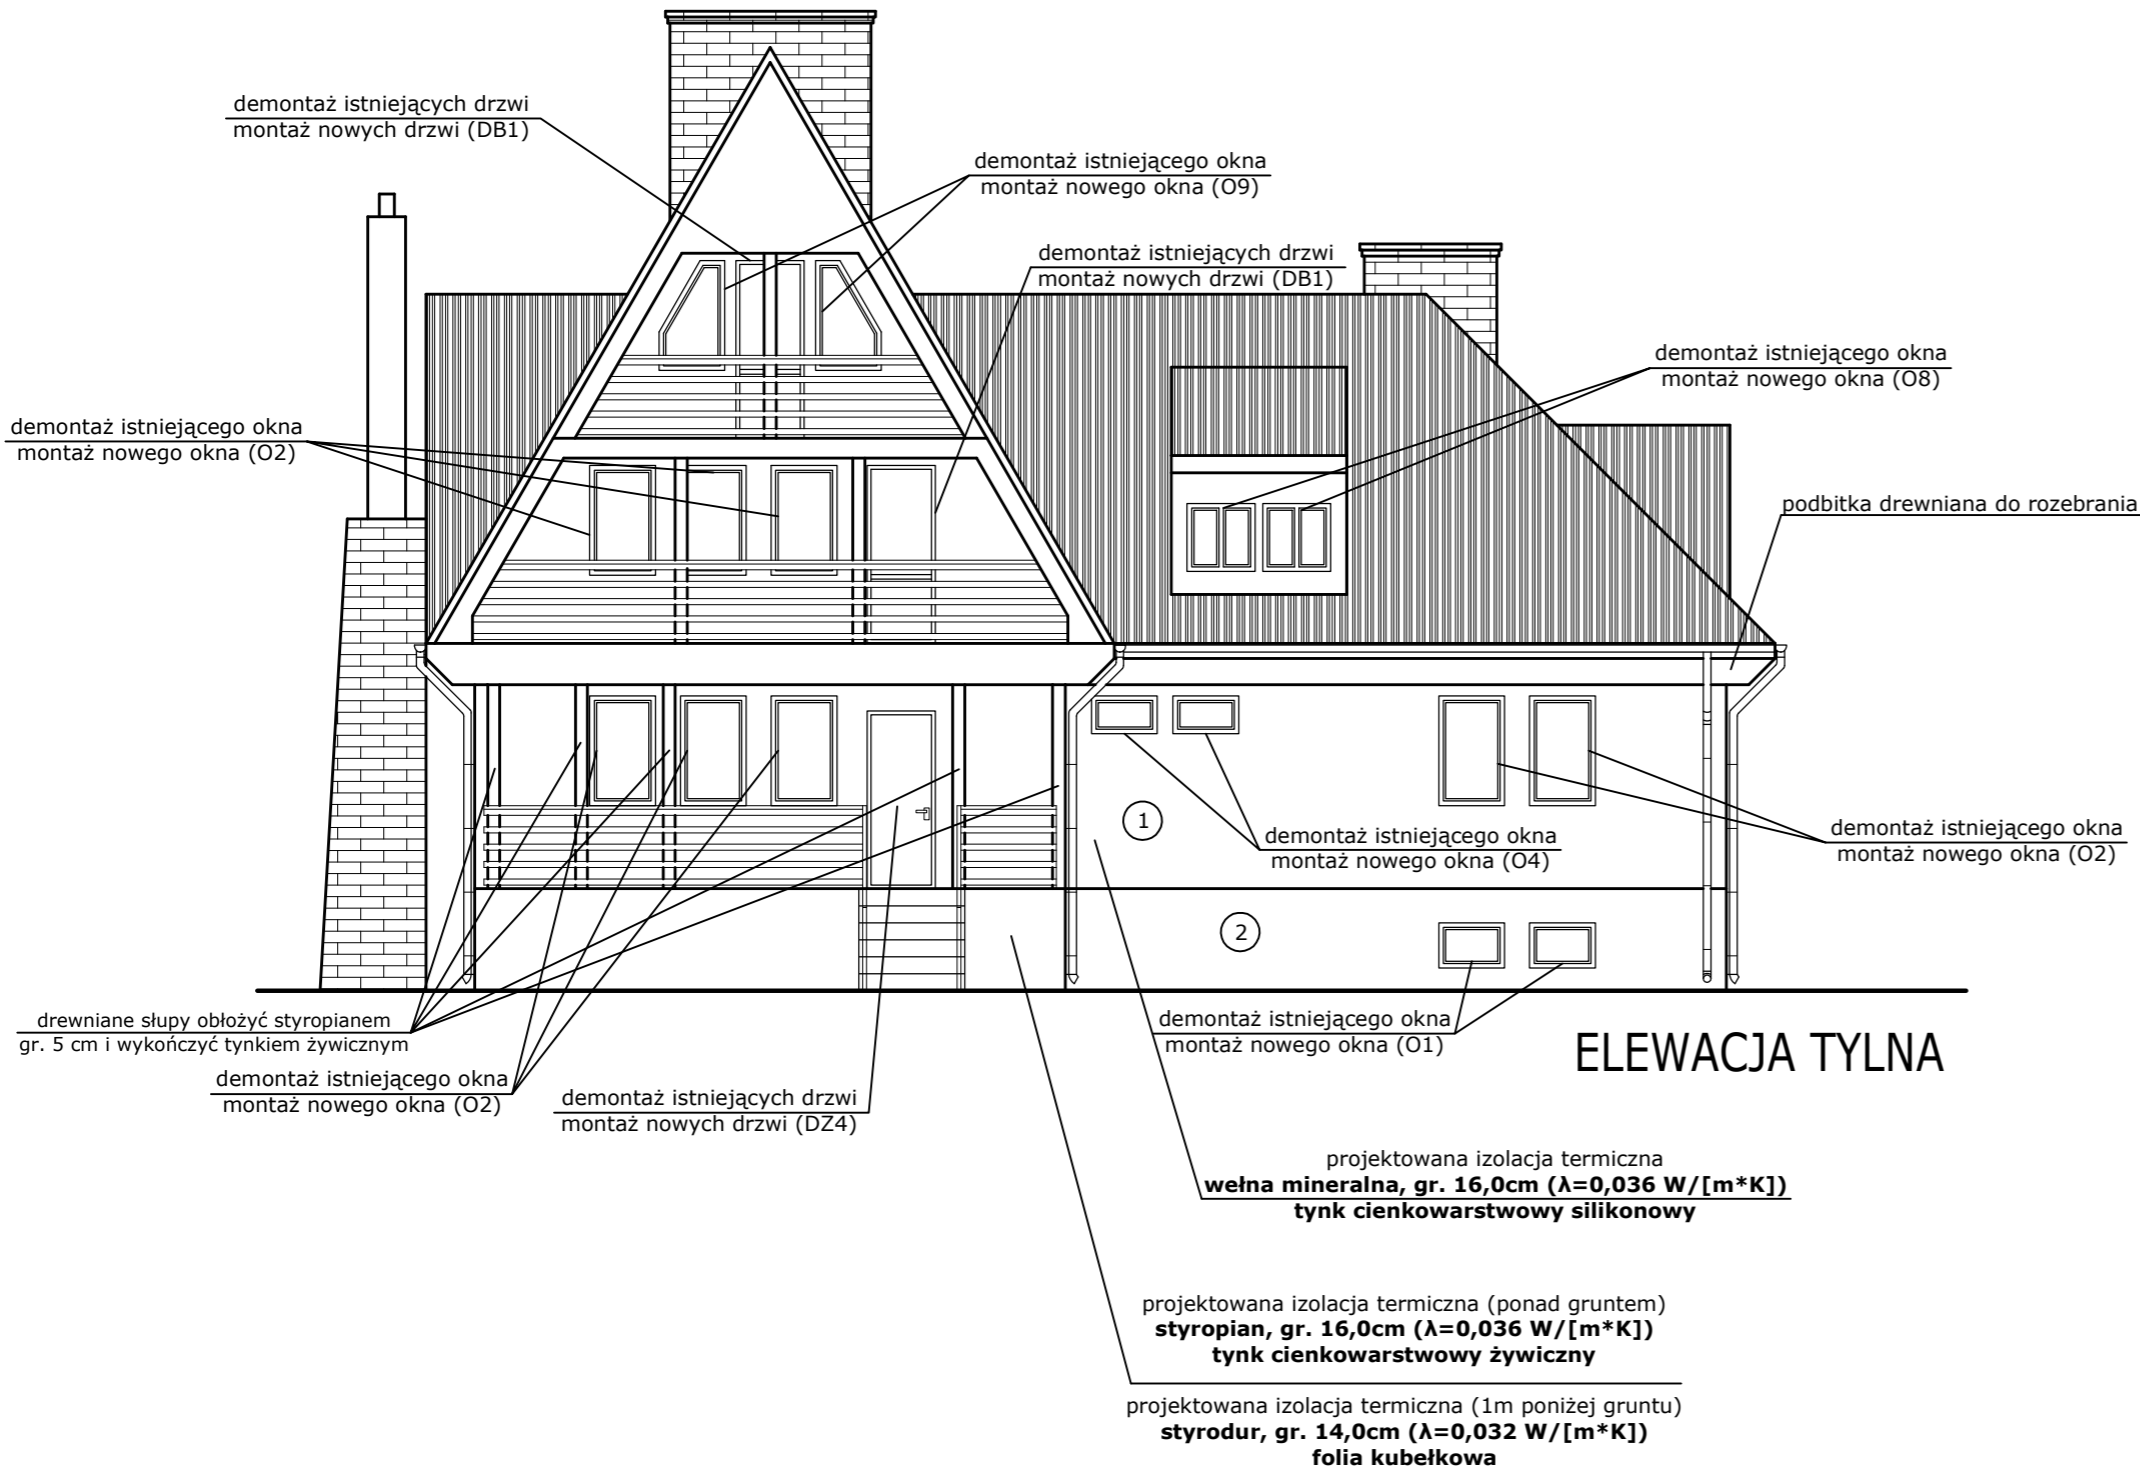 demontaż istniejących drzwi
montaż nowych drzwi (DB1)
demontaż istniejącego okna
montaż nowego okna (O9)
demontaż istniejących drzwi
montaż nowych drzwi (DB1)
demontaż istniejącego okna
montaż nowego okna (O8)
demontaż istniejącego okna
montaż nowego okna (O2)
podbitka drewniana do rozebrania
1
demontaż istniejącego okna
montaż nowego okna (O4)
demontaż istniejącego okna
montaż nowego okna (O2)
2
drewniane słupy obłożyć styropianem
gr. 5 cm i wykończyć tynkiem żywicznym
demontaż istniejącego okna
montaż nowego okna (O1)
ELEWACJA TYLNA
demontaż istniejącego okna
montaż nowego okna (O2)
demontaż istniejących drzwi
montaż nowych drzwi (DZ4)
projektowana izolacja termiczna
wełna mineralna, gr. 16,0cm (λ=0,036 W/[m*K])
tynk cienkowarstwowy silikonowy
projektowana izolacja termiczna (ponad gruntem)
styropian, gr. 16,0cm (λ=0,036 W/[m*K])
tynk cienkowarstwowy żywiczny
projektowana izolacja termiczna (1m poniżej gruntu)
styrodur, gr. 14,0cm (λ=0,032 W/[m*K])
folia kubełkowa